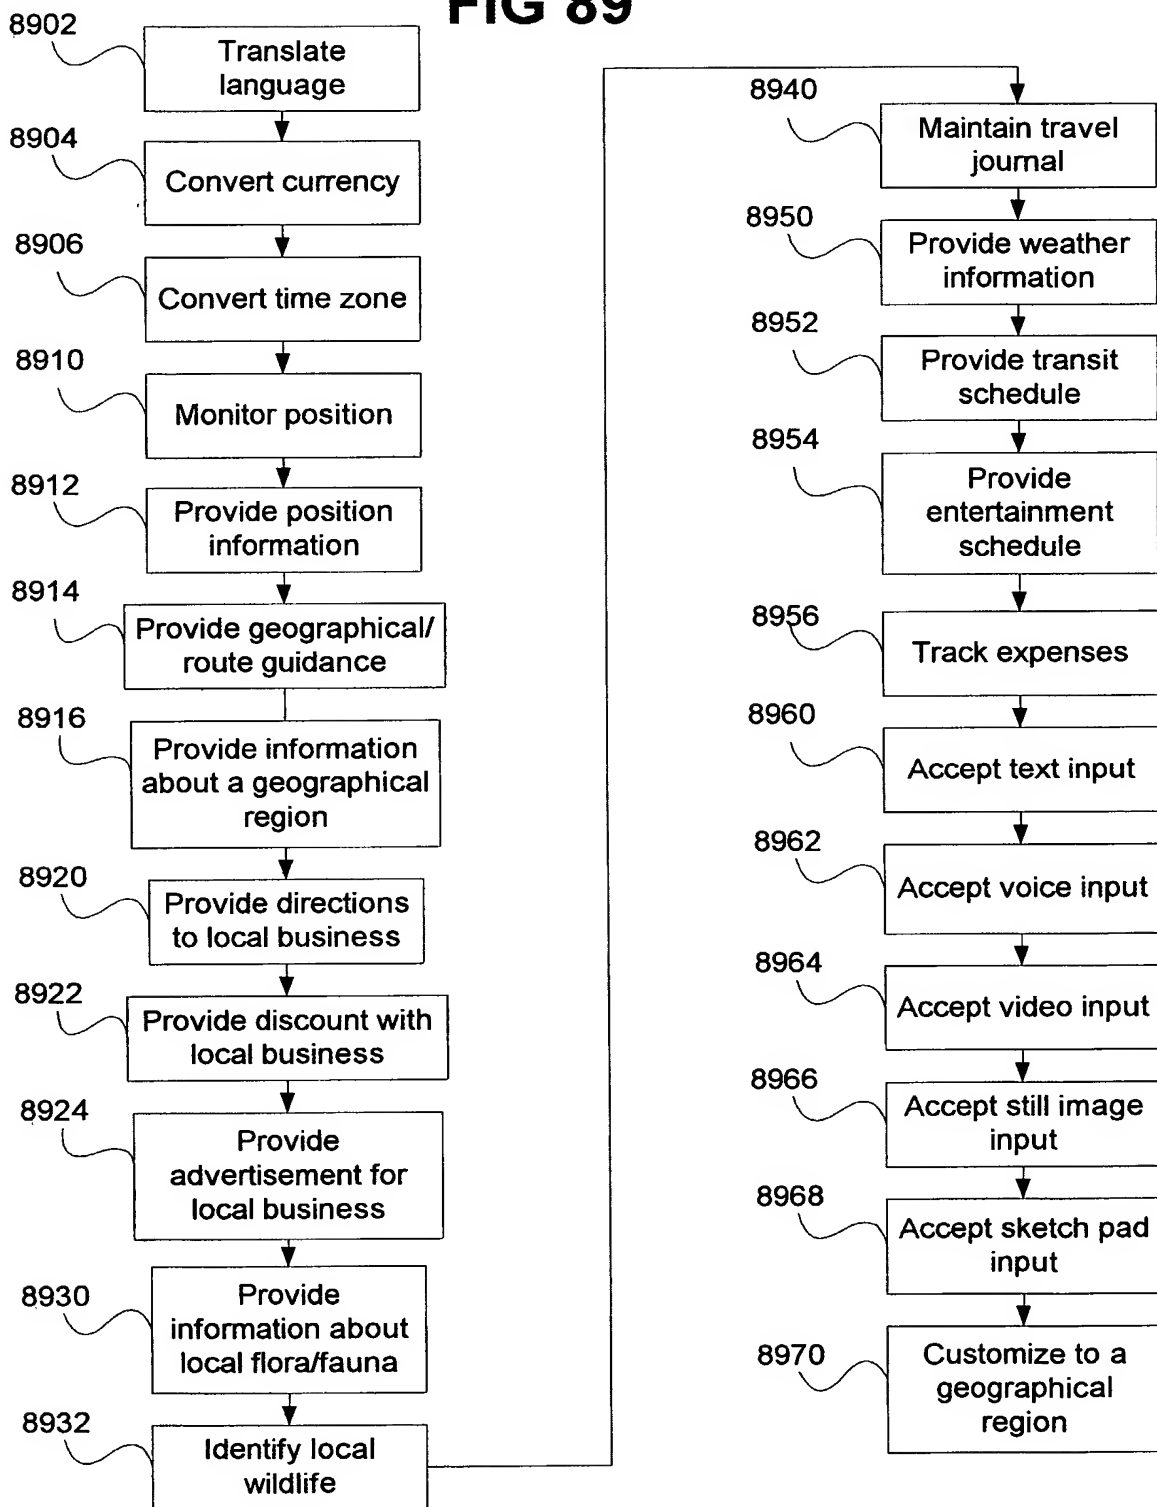 FIG 89
8902
Translate
language
8904
Convert currency
8906
Convert time zone
8910
Monitor position
8912
Provide position
information
8914
Provide geographical/
route guidance
8916
Provide information
about a geographical
region
8920
Provide directions
to local business
8922
Provide discount with
local business
8924
Provide
advertisement for
local business
8930
Provide
information about
local flora/fauna
8932
Identify local
wildlife
8940
Maintain travel
journal
8950
Provide weather
information
8952
Provide transit
schedule
8954
Provide
entertainment
schedule
8956
Track expenses
8960
Accept text input
8962
Accept voice input
8964
Accept video input
8966
Accept still image
input
8968
Accept sketch pad
input
8970
Customize to a
geographical
region